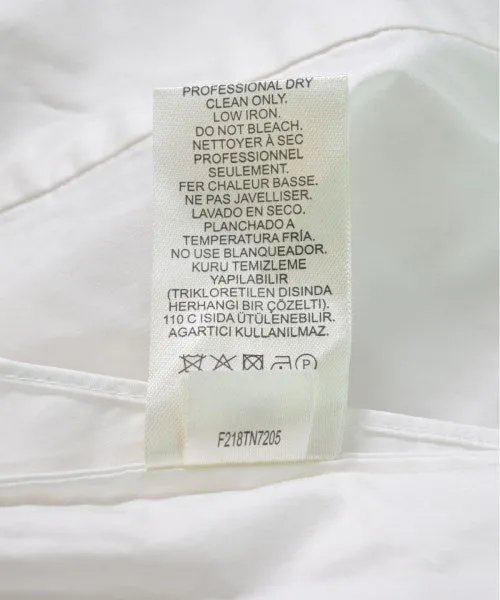 PROFESSIONAL DRY
CLEAN ONLY.
LOW IRON.
DO NOT BLEACH.
NETTOYER À SEC
PROFESSIONNEL
SEULEMENT.
FER CHALEUR BASSE.
NE PAS JAVELLISER.
LAVADO EN SECO.
PLANCHADO A
TEMPERATURA FRÍA.
NO USE BLANQUEADOR.
KURU TEMIZLEME
YAPILABILIR
(TRIKLORETILEN DISINDA
HERHANGI BIR ÇÖZELTI).
110 C ISIDA ÜTÜLENEBILIR.
AGARTICI KULLANILMAZ.
P
F218TN7205